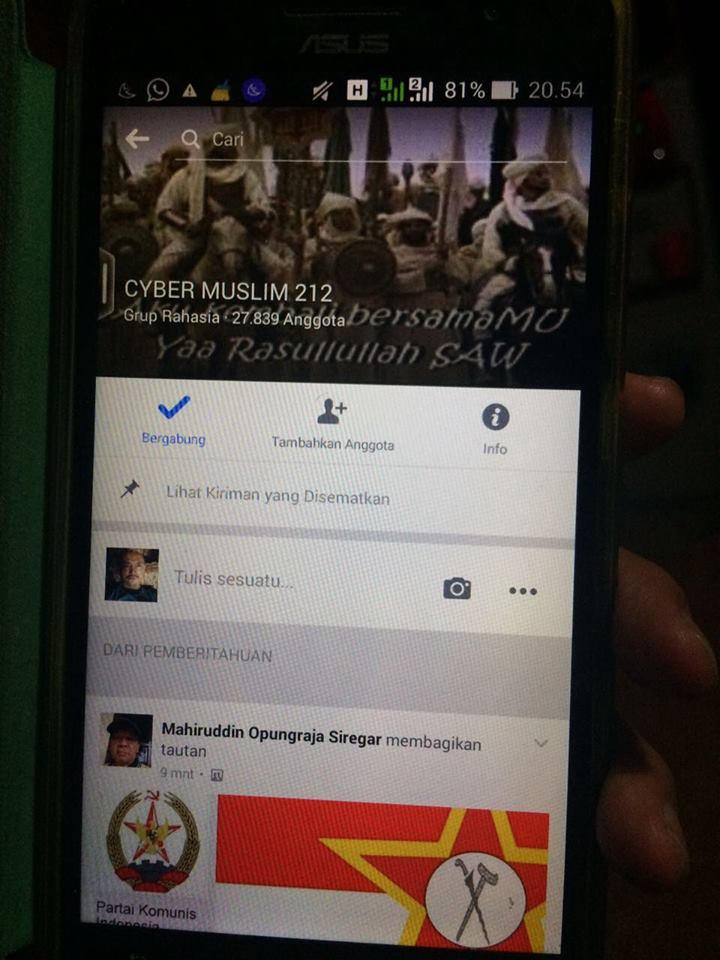 ASUS
H 1 2 81% 20.54
Cari
CYBER MUSLIM 212
Grup Rahasia · 27.839 Anggota
bersamaMU
Yaa Rasullullah SAW
Bergabung
Tambahkan Anggota
Info
Lihat Kiriman yang Disematkan
Tulis sesuatu...
DARI PEMBERITAHUAN
Mahiruddin Opungraja Siregar membagikan
tautan
9 mnt ·
Partai Komunis
Indonesia